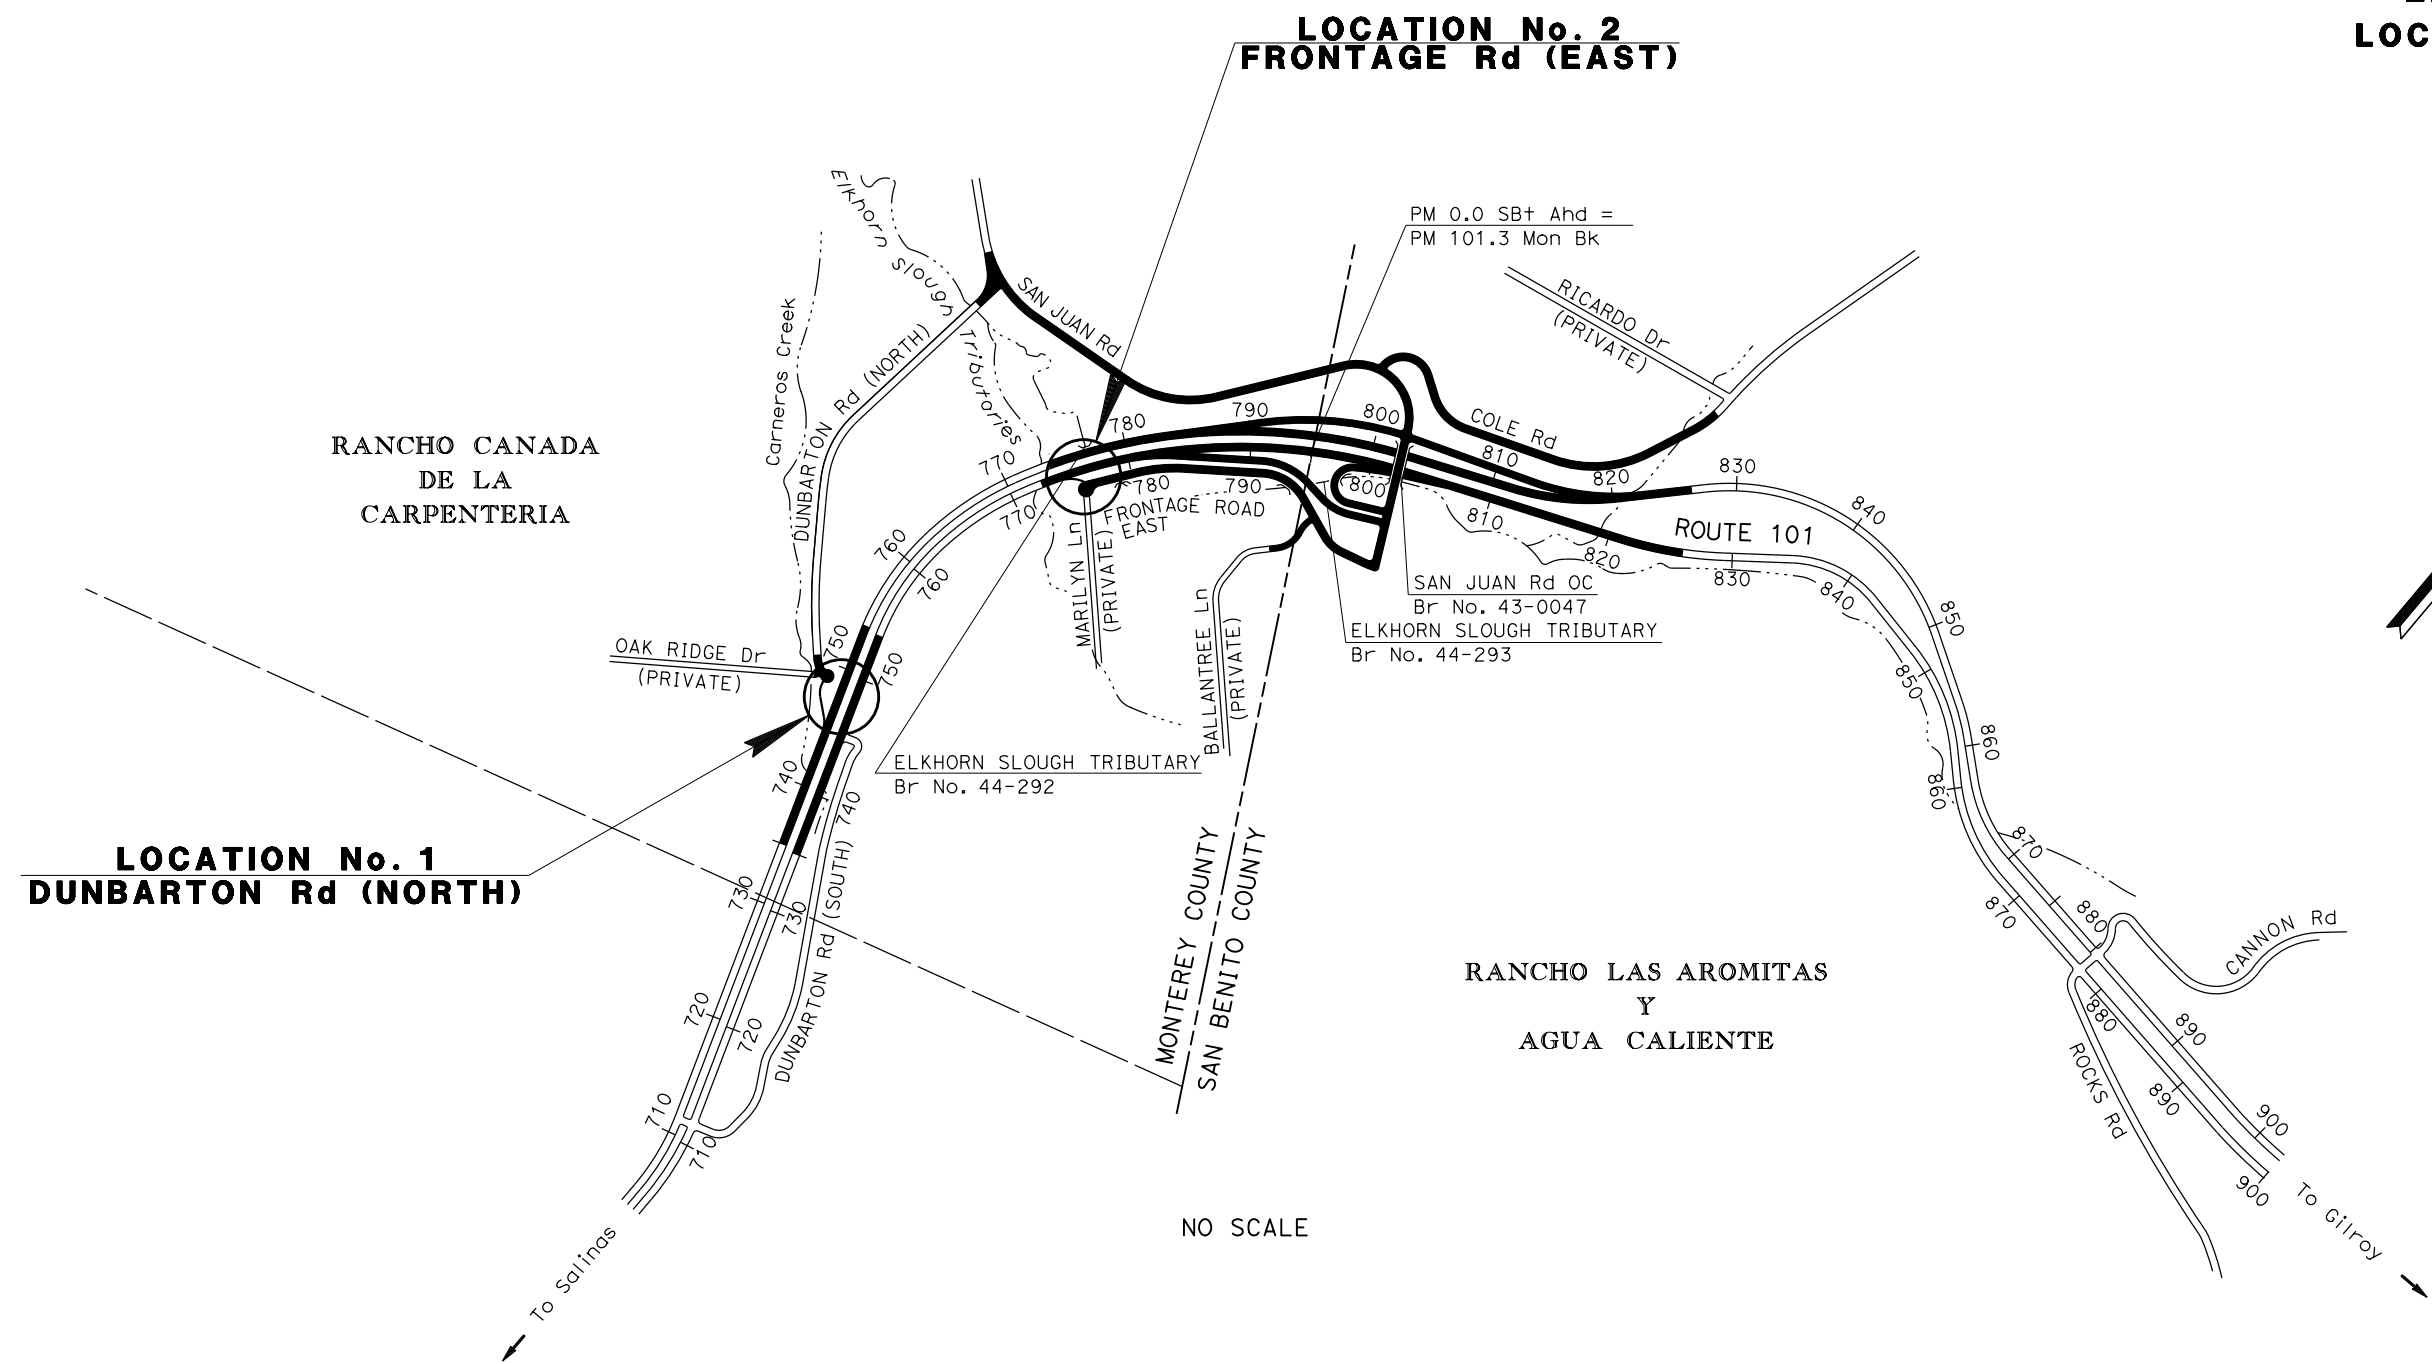 LOCATION No. 2
FRONTAGE Rd (EAST)
LOC
Elkhorn Slough Tributaries
PM 0.0 SBt Ahd =
PM 101.3 Mon Bk
SAN JUAN Rd
RICARDO Dr
(PRIVATE)
Carneros Creek
DUNBARTON Rd (NORTH)
COLE Rd
RANCHO CANADA
DE LA
CARPENTERIA
780
790
800
810
820
830
840
850
860
870
880
890
900
770
760
750
740
730
720
710
770
780
790
800
810
820
830
840
850
860
870
880
890
900
760
750
740
730
720
710
FRONTAGE ROAD
EAST
ROUTE 101
MARILYN Ln
(PRIVATE)
BALLANTREE Ln
(PRIVATE)
SAN JUAN Rd OC
Br No. 43-0047
ELKHORN SLOUGH TRIBUTARY
Br No. 44-293
OAK RIDGE Dr
(PRIVATE)
ELKHORN SLOUGH TRIBUTARY
Br No. 44-292
LOCATION No. 1
DUNBARTON Rd (NORTH)
DUNBARTON Rd (SOUTH)
MONTEREY COUNTY
SAN BENITO COUNTY
RANCHO LAS AROMITAS
Y
AGUA CALIENTE
CANNON Rd
ROCKS Rd
NO SCALE
To Salinas
To Gilroy